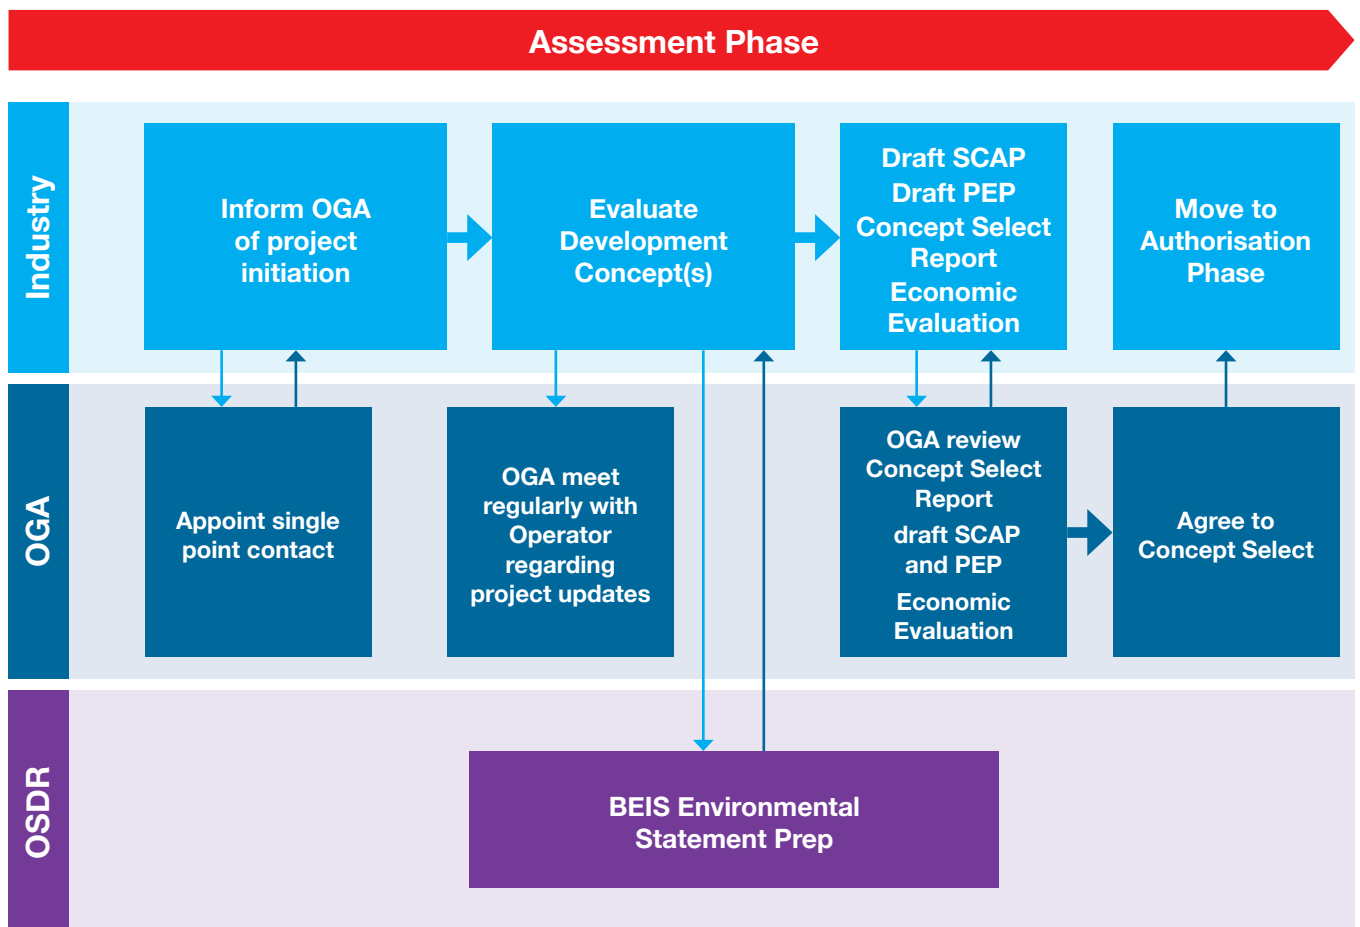 Assessment Phase
Industry
Inform OGA
of project
initiation
Evaluate
Development
Concept(s)
Draft SCAP
Draft PEP
Concept Select
Report
Economic
Evaluation
Move to
Authorisation
Phase
OGA
Appoint single
point contact
OGA meet
regularly with
Operator
regarding
project updates
OGA review
Concept Select
Report
draft SCAP
and PEP
Economic
Evaluation
Agree to
Concept Select
OSDR
BEIS Environmental
Statement Prep